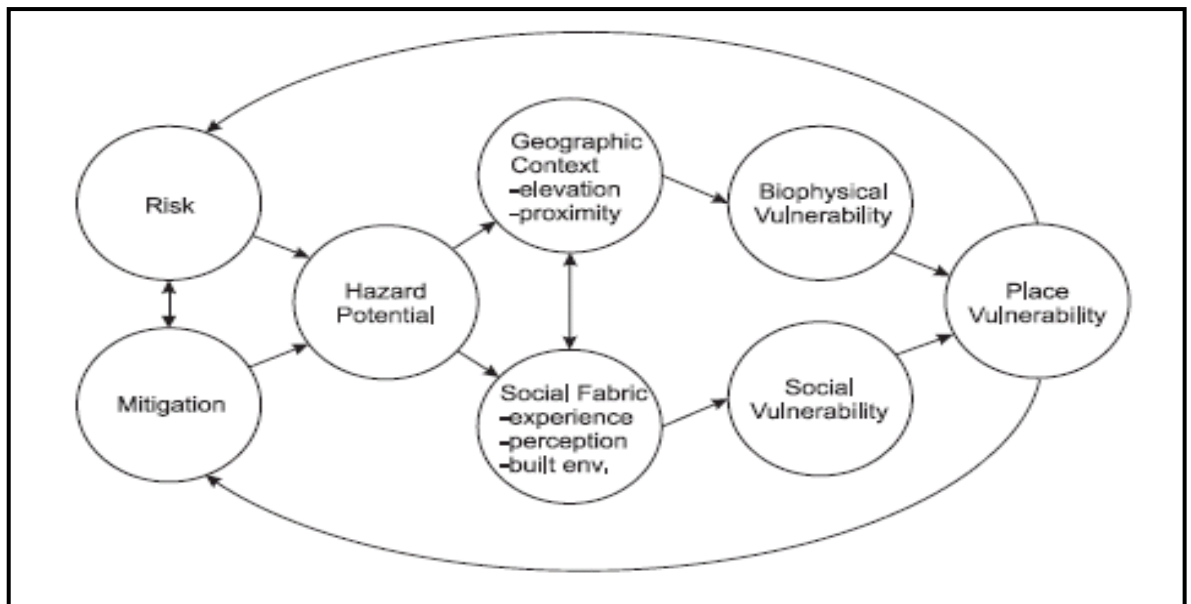 Risk
Mitigation
Hazard
Potential
Geographic
Context
-elevation
-proximity
Social Fabric
-experience
-perception
-built env.
Biophysical
Vulnerability
Social
Vulnerability
Place
Vulnerability